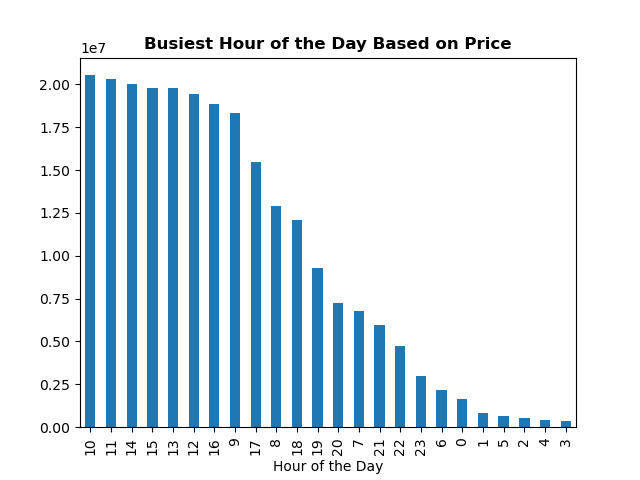 Busiest Hour of the Day Based on Price
1e7
2.00
1.75
1.50
1.25
1.00
0.75
0.50
0.25
0.00
10 11 14 15 13 12 16 9 17 8 18 19 20 7 21 22 23 6 0 1 5 2 4 3
Hour of the Day